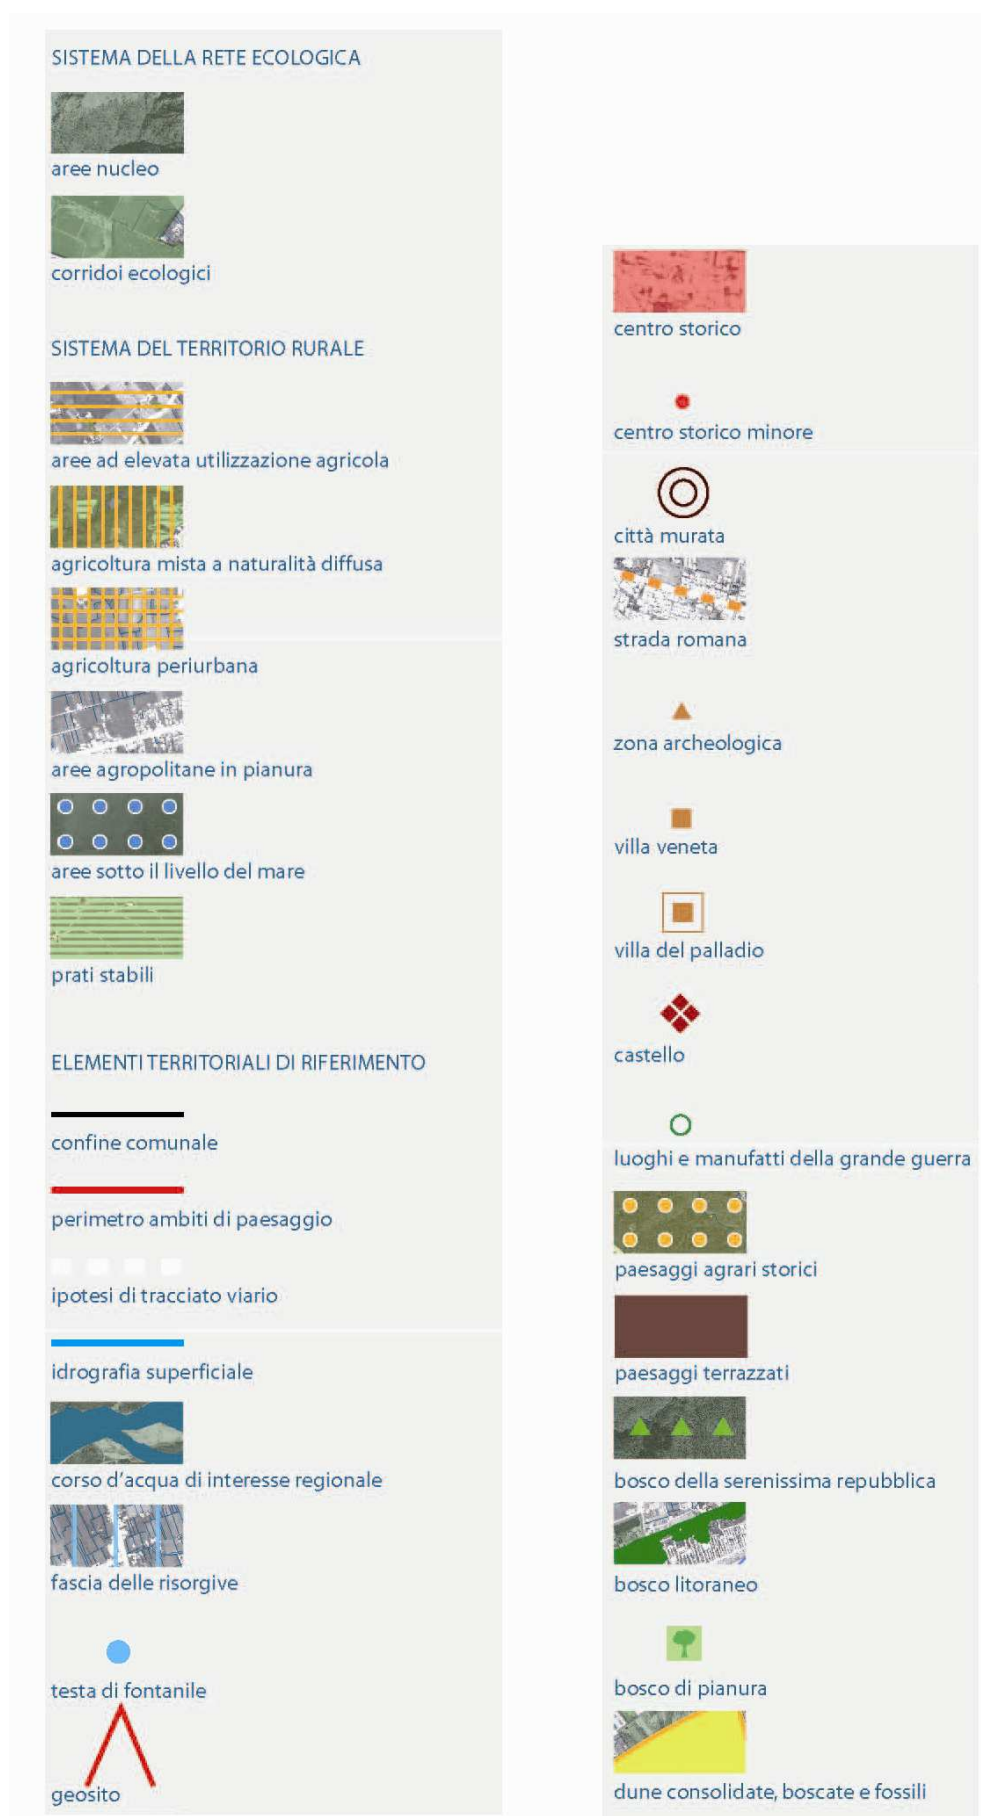 SISTEMA DELLA RETE ECOLOGICA
aree nucleo
corridoi ecologici
SISTEMA DEL TERRITORIO RURALE
aree ad elevata utilizzazione agricola
agricoltura mista a naturalità diffusa
agricoltura periurbana
aree agropolitane in pianura
aree sotto il livello del mare
prati stabili
ELEMENTI TERRITORIALI DI RIFERIMENTO
confine comunale
perimetro ambiti di paesaggio
ipotesi di tracciato viario
idrografia superficiale
corso d'acqua di interesse regionale
fascia delle risorgive
testa di fontanile
geosito
centro storico
centro storico minore
città murata
strada romana
zona archeologica
villa veneta
villa del palladio
castello
luoghi e manufatti della grande guerra
paesaggi agrari storici
paesaggi terrazzati
bosco della serenissima repubblica
bosco litoraneo
bosco di pianura
dune consolidate, boscate e fossili